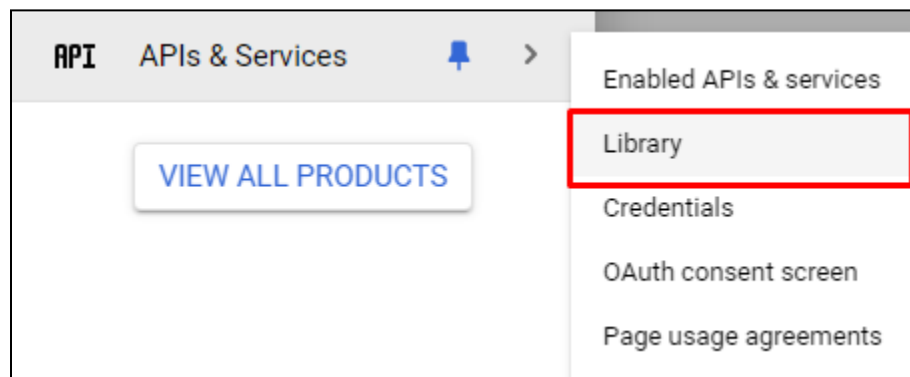 API APIs & Services
VIEW ALL PRODUCTS
Enabled APIs & services
Library
Credentials
OAuth consent screen
Page usage agreements